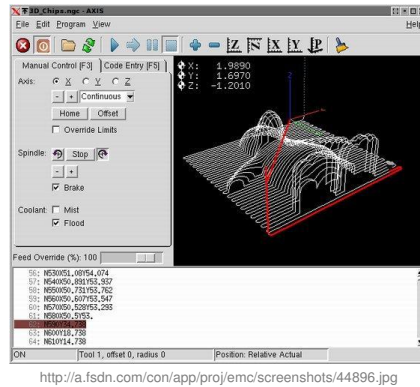 3D_Chips.ngc - AXIS
File Edit Program View Help
Manual Control [F3] Code Entry [F5]
Axis: X Y Z
- + Continuous
Home Offset
Override Limits
Spindle: Stop
- +
Brake
Coolant: Mist
Flood
Feed Override (%): 100
X: 1.9890
Y: 1.6970
Z: -1.2010
56: N530X51.08Y54.074
57: N540X50.891Y53.937
58: N550X50.731Y53.762
59: N560X50.607Y53.547
60: N570X50.528Y53.293
61: N580X50.5Y53.
62: N590Y34.738
63: N600Y18.738
64: N610Y14.738
ON Tool 1, offset 0, radius 0 Position: Relative Actual
http://a.fsdn.com/con/app/proj/emc/screenshots/44896.jpg